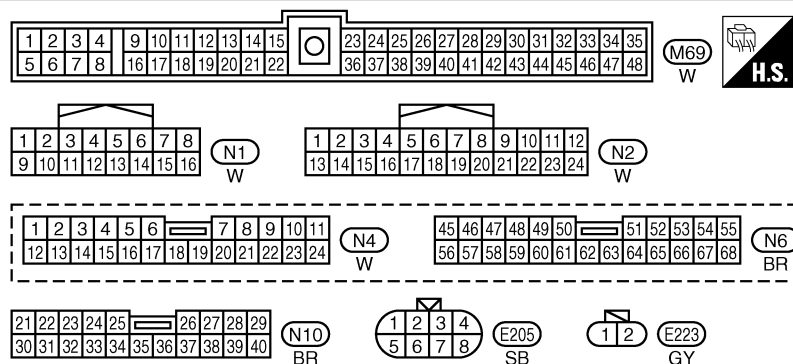 1 2 3 4 9 10 11 12 13 14 15 23 24 25 26 27 28 29 30 31 32 33 34 35
5 6 7 8 16 17 18 19 20 21 22 36 37 38 39 40 41 42 43 44 45 46 47 48
M69
W
H.S.
1 2 3 4 5 6 7 8
9 10 11 12 13 14 15 16
N1
W
1 2 3 4 5 6 7 8 9 10 11 12
13 14 15 16 17 18 19 20 21 22 23 24
N2
W
1 2 3 4 5 6 7 8 9 10 11
12 13 14 15 16 17 18 19 20 21 22 23 24
N4
W
45 46 47 48 49 50 51 52 53 54 55
56 57 58 59 60 61 62 63 64 65 66 67 68
N6
BR
21 22 23 24 25 26 27 28 29
30 31 32 33 34 35 36 37 38 39 40
N10
BR
1 2 3 4
5 6 7 8
E205
SB
1 2
E223
GY